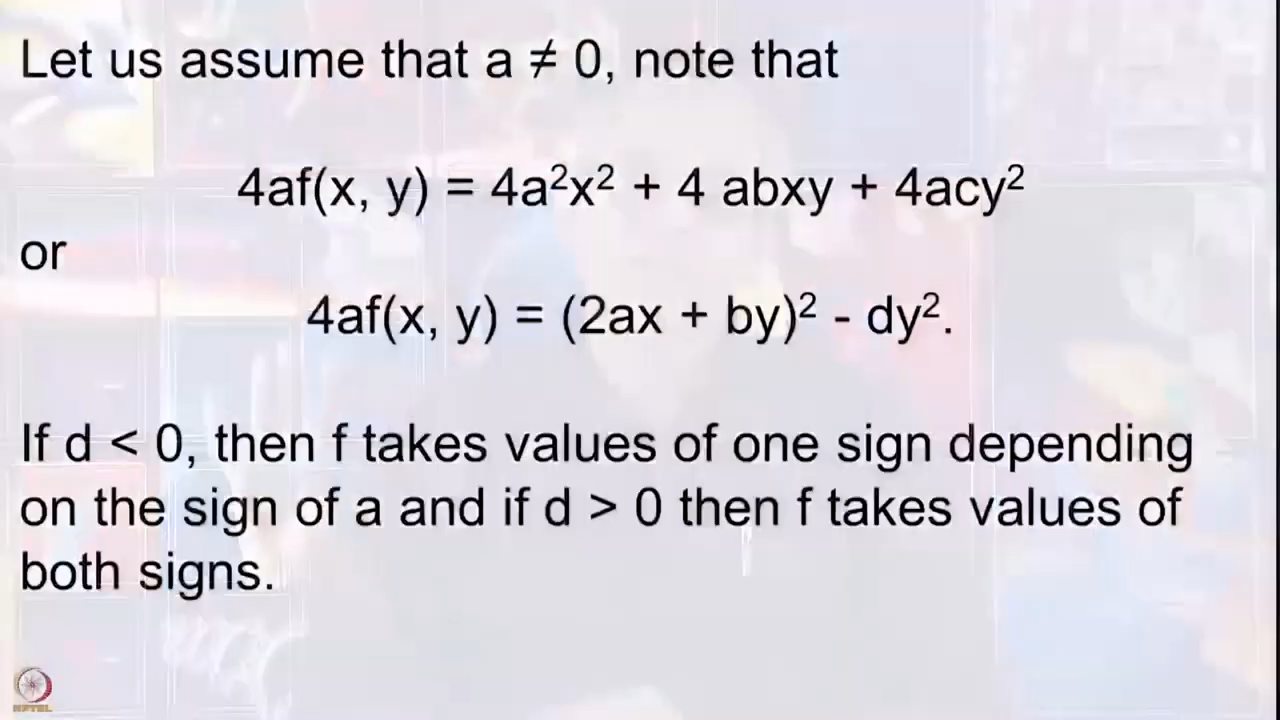 Let us assume that a ≠ 0, note that
4af(x, y) = 4a²x² + 4 abxy + 4acy²
or
4af(x, y) = (2ax + by)² - dy².
If d < 0, then f takes values of one sign depending
on the sign of a and if d > 0 then f takes values of
both signs.
NPTEL